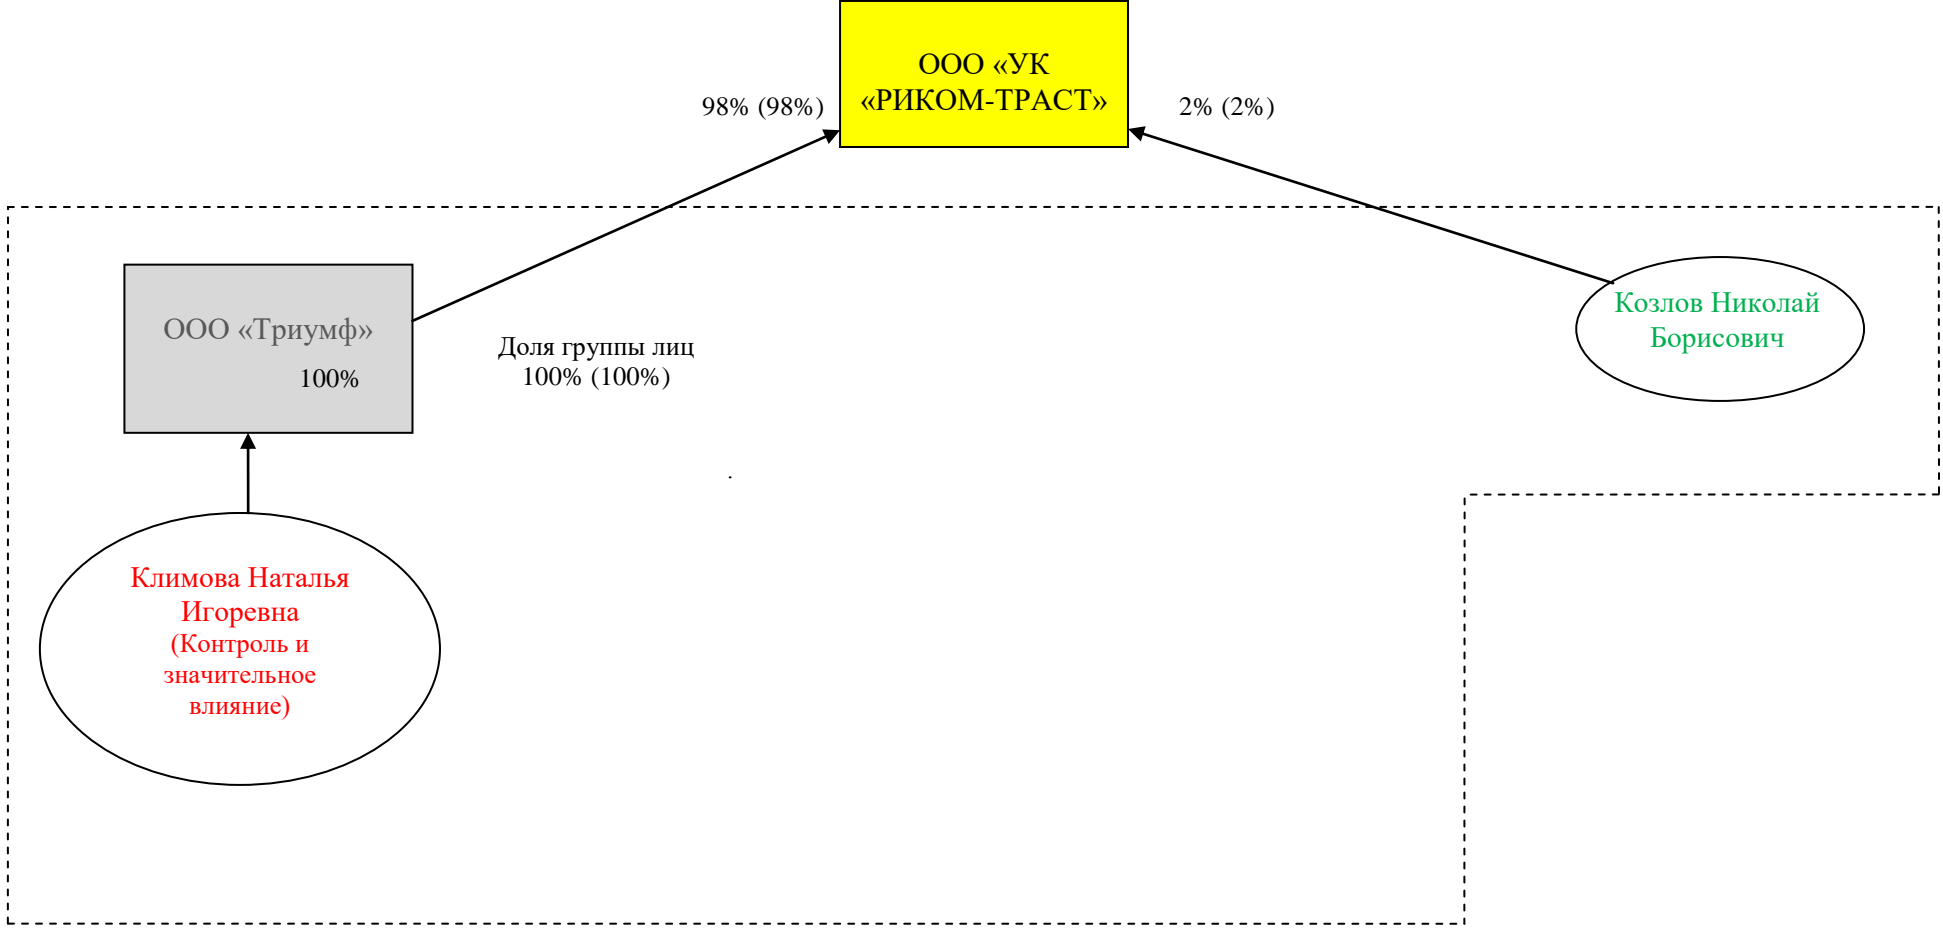 ООО «УК
«РИКОМ-ТРАСТ»
98% (98%)
2% (2%)
ООО «Триумф»
100%
Доля группы лиц
100% (100%)
Козлов Николай
Борисович
Климова Наталья
Игоревна
(Контроль и
значительное
влияние)